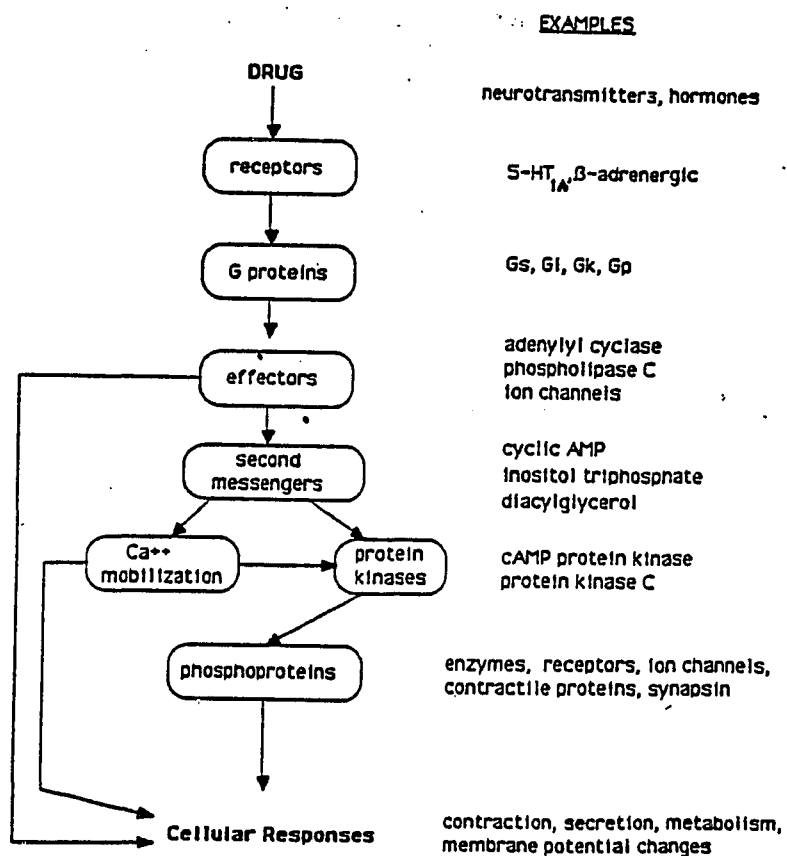 EXAMPLES
DRUG
neurotransmitters, hormones
receptors
5-HT1A, β-adrenergic
G proteins
Gs, Gi, Gk, Gp
effectors
adenylyl cyclase
phospholipase C
ion channels
second
messengers
cyclic AMP
inositol triphosphate
diacylglycerol
Ca++
mobilization
protein
kinases
cAMP protein kinase
protein kinase C
phosphoproteins
enzymes, receptors, ion channels,
contractile proteins, synapsin
Cellular Responses
contraction, secretion, metabolism,
membrane potential changes